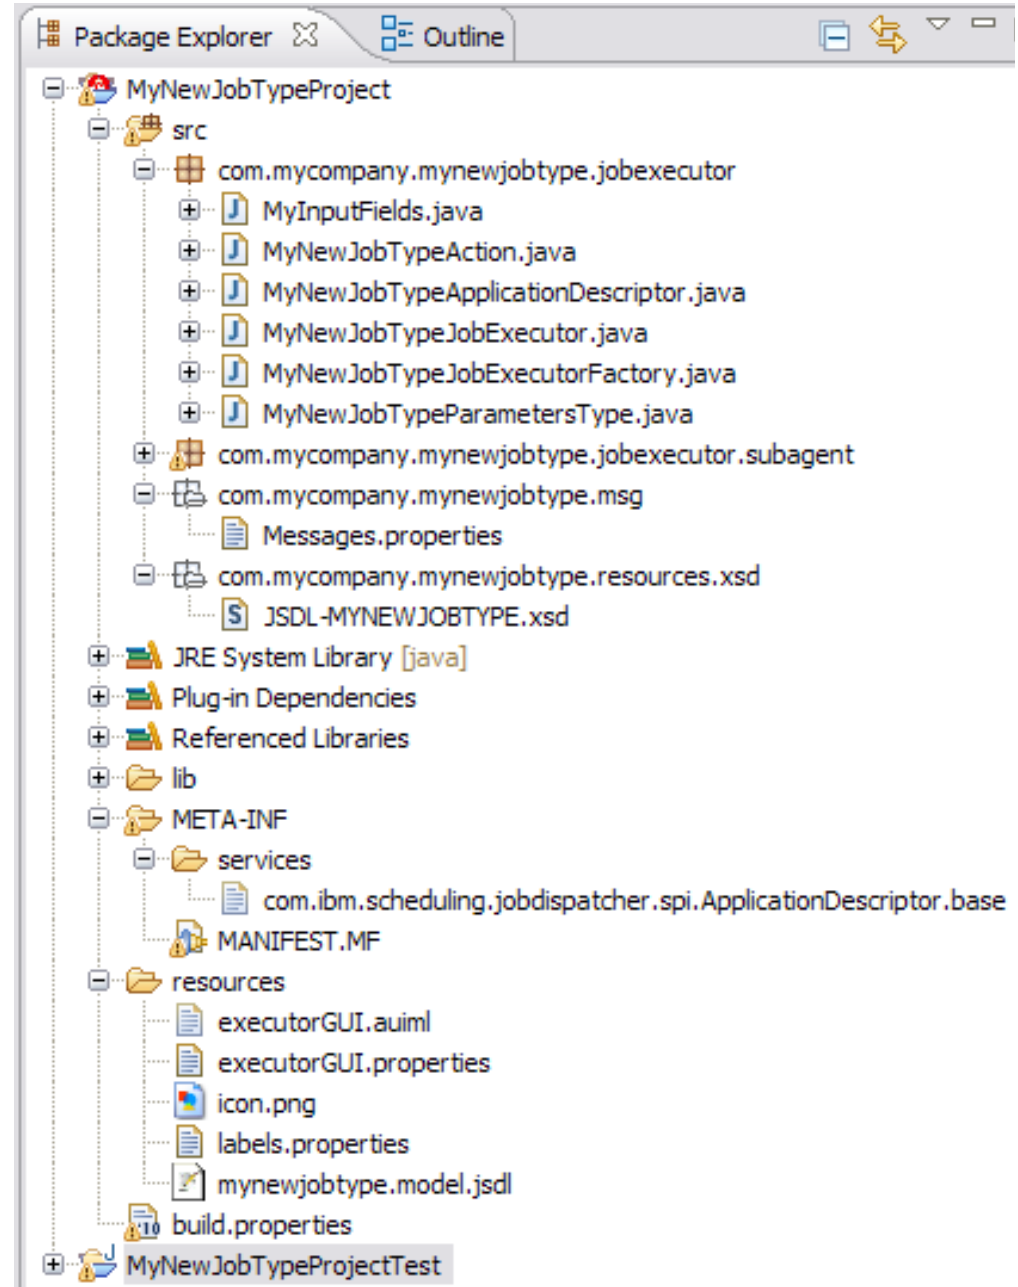 Package Explorer Outline
MyNewJobTypeProject
src
com.mycompany.mynewjobtype.jobexecutor
MyInputFields.java
MyNewJobTypeAction.java
MyNewJobTypeApplicationDescriptor.java
MyNewJobTypeJobExecutor.java
MyNewJobTypeJobExecutorFactory.java
MyNewJobTypeParametersType.java
com.mycompany.mynewjobtype.jobexecutor.subagent
com.mycompany.mynewjobtype.msg
Messages.properties
com.mycompany.mynewjobtype.resources.xsd
JSDL-MYNEWJOBTYPE.xsd
JRE System Library [java]
Plug-in Dependencies
Referenced Libraries
lib
META-INF
services
com.ibm.scheduling.jobdispatcher.spi.ApplicationDescriptor.base
MANIFEST.MF
resources
executorGUI.auiml
executorGUI.properties
icon.png
labels.properties
mynewjobtype.model.jsdl
build.properties
MyNewJobTypeProjectTest